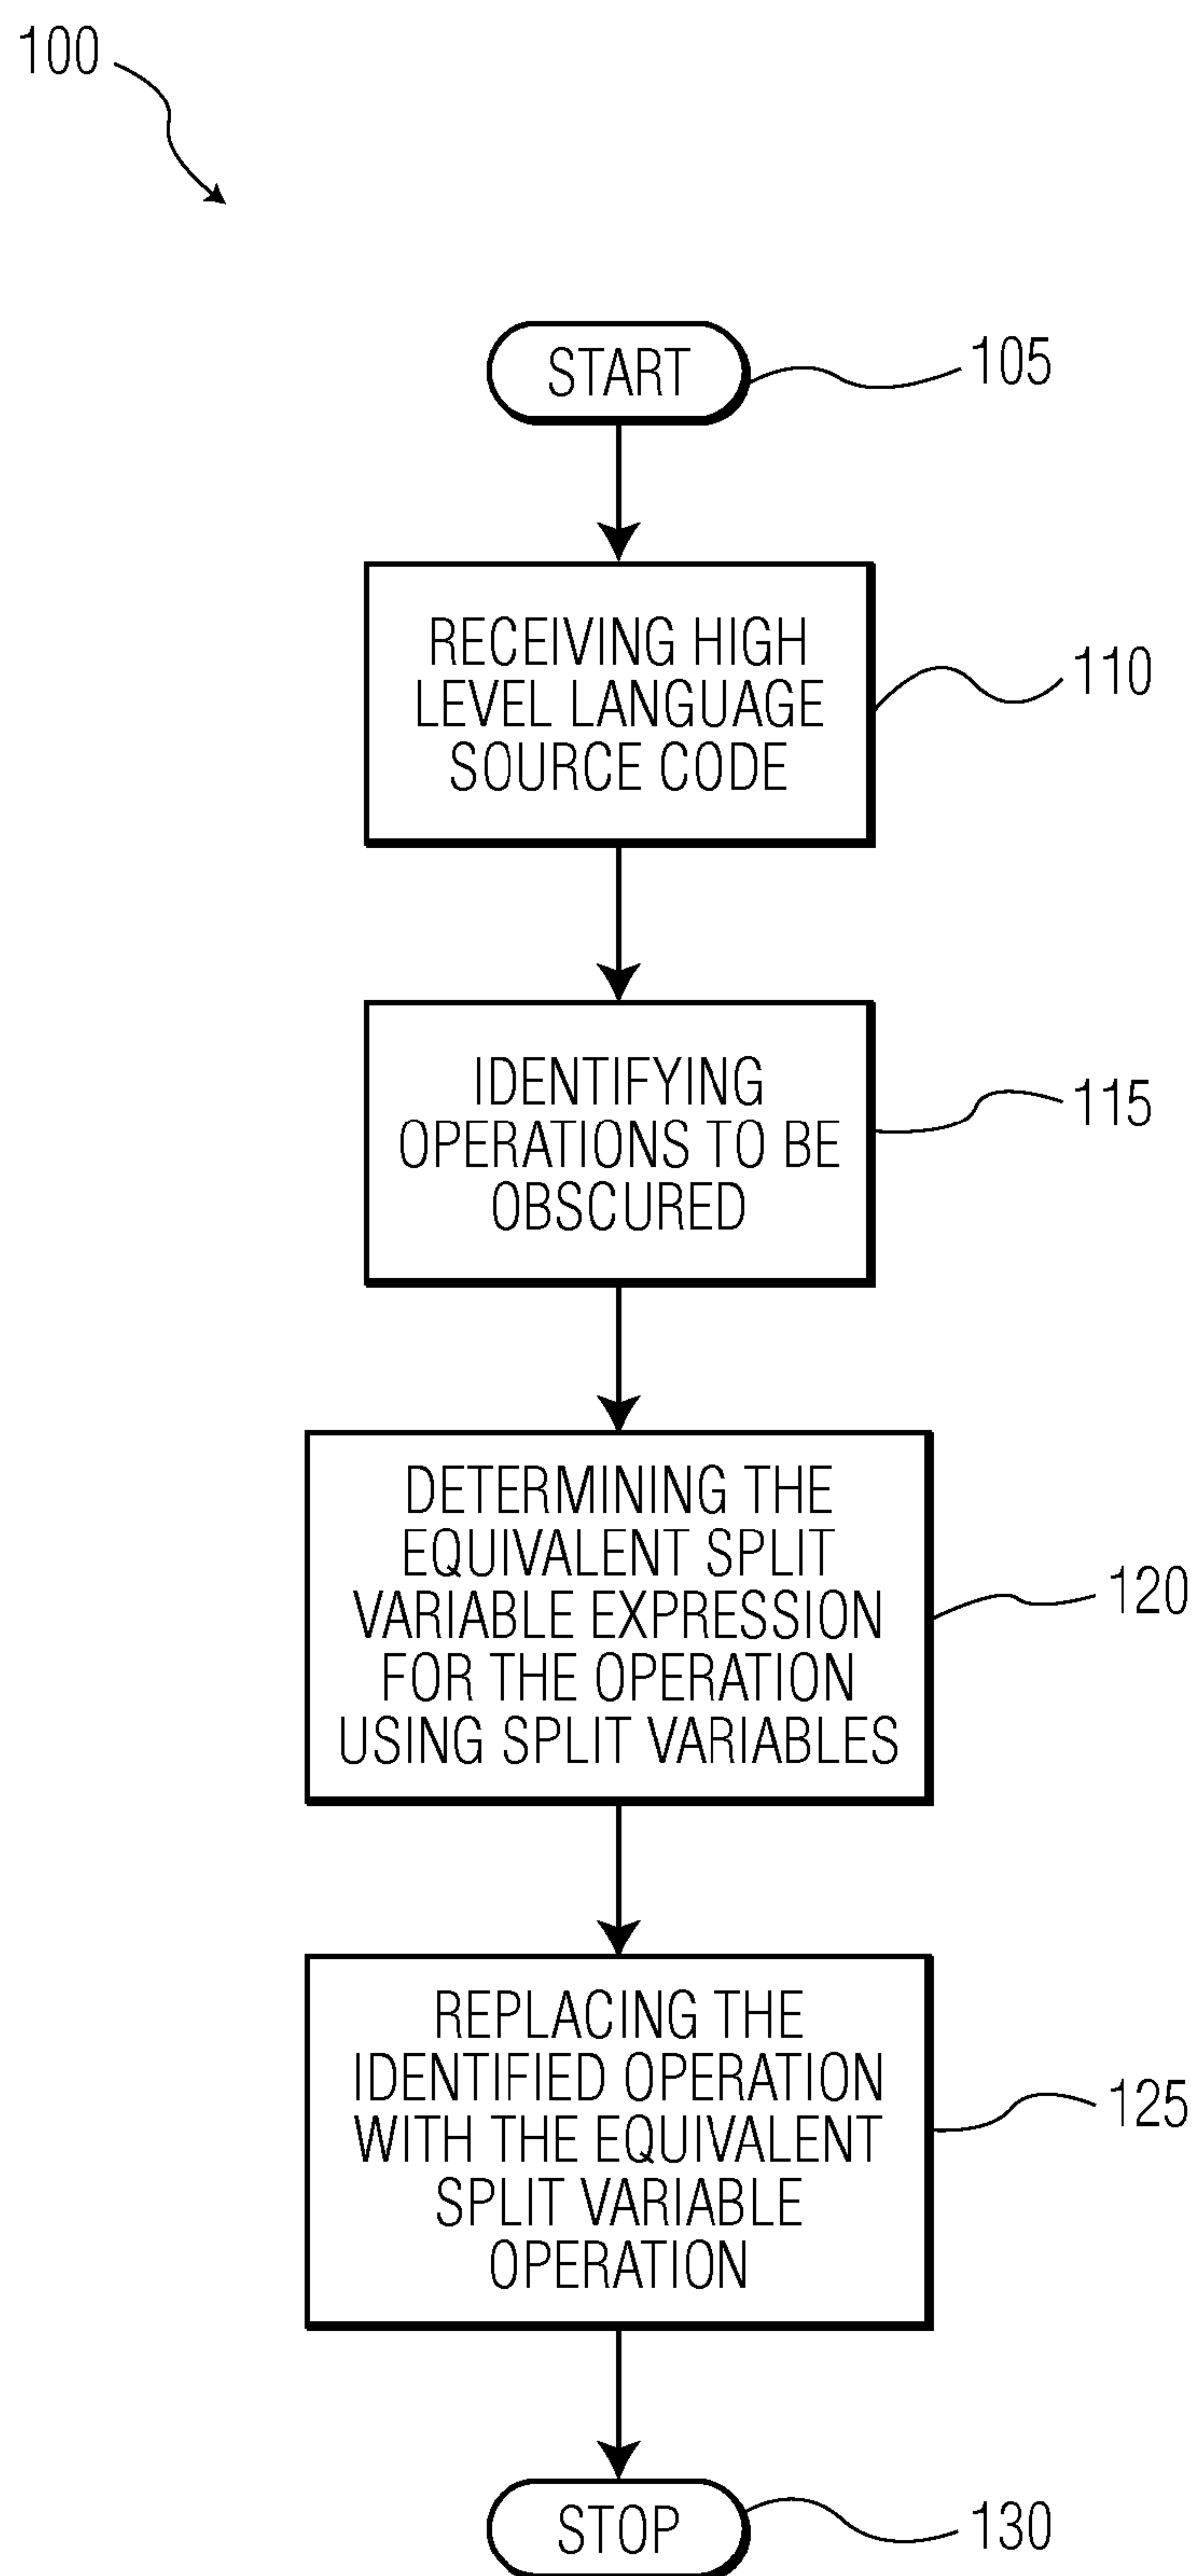 100
START
105
RECEIVING HIGH
LEVEL LANGUAGE
SOURCE CODE
110
IDENTIFYING
OPERATIONS TO BE
OBSCURED
115
DETERMINING THE
EQUIVALENT SPLIT
VARIABLE EXPRESSION
FOR THE OPERATION
USING SPLIT VARIABLES
120
REPLACING THE
IDENTIFIED OPERATION
WITH THE EQUIVALENT
SPLIT VARIABLE
OPERATION
125
STOP
130